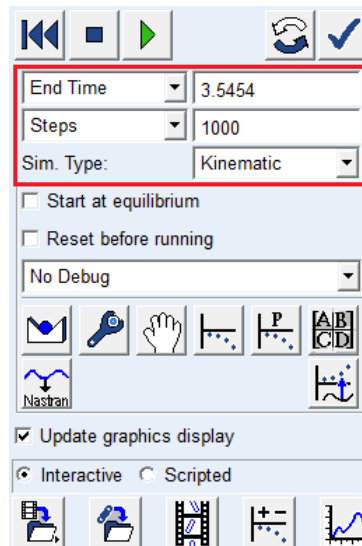 End Time 3.5454
Steps 1000
Sim. Type: Kinematic
Start at equilibrium
Reset before running
No Debug
P A B
C D
Nastran
Update graphics display
Interactive Scripted